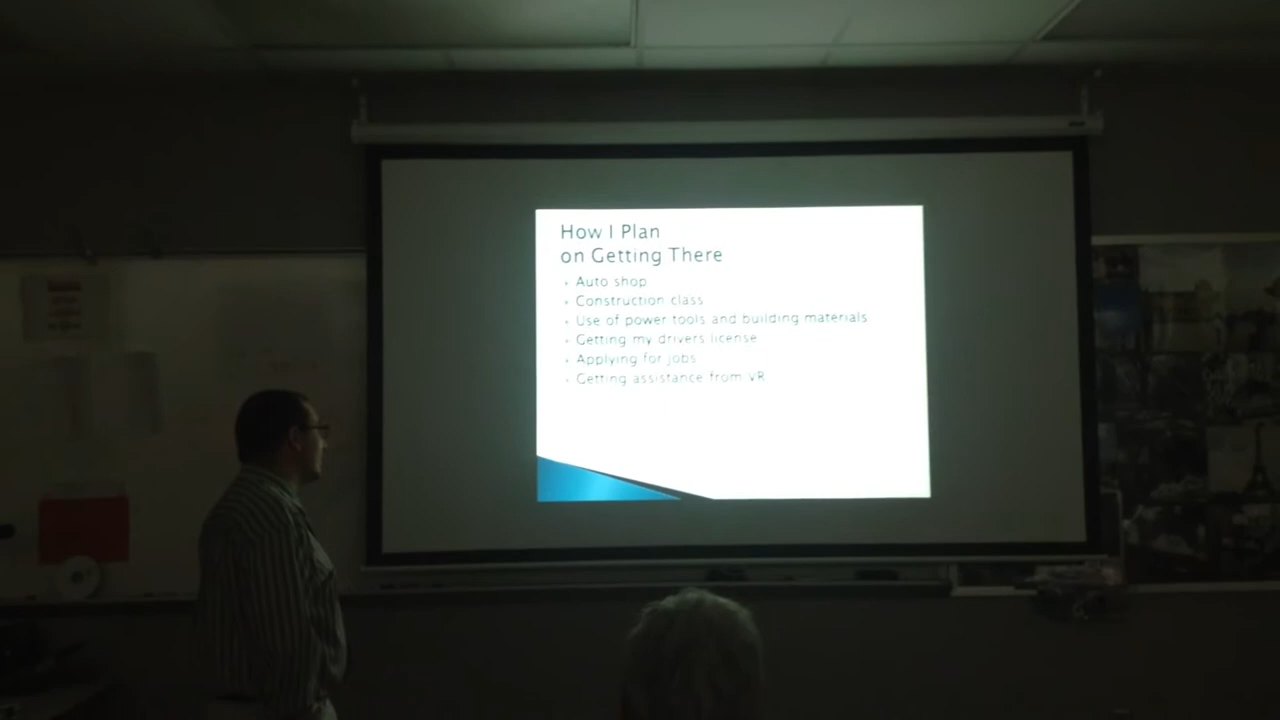 How I Plan
on Getting There
Auto shop
Construction class
Use of power tools and building materials
Getting my drivers license
Applying for jobs
Getting assistance from VR